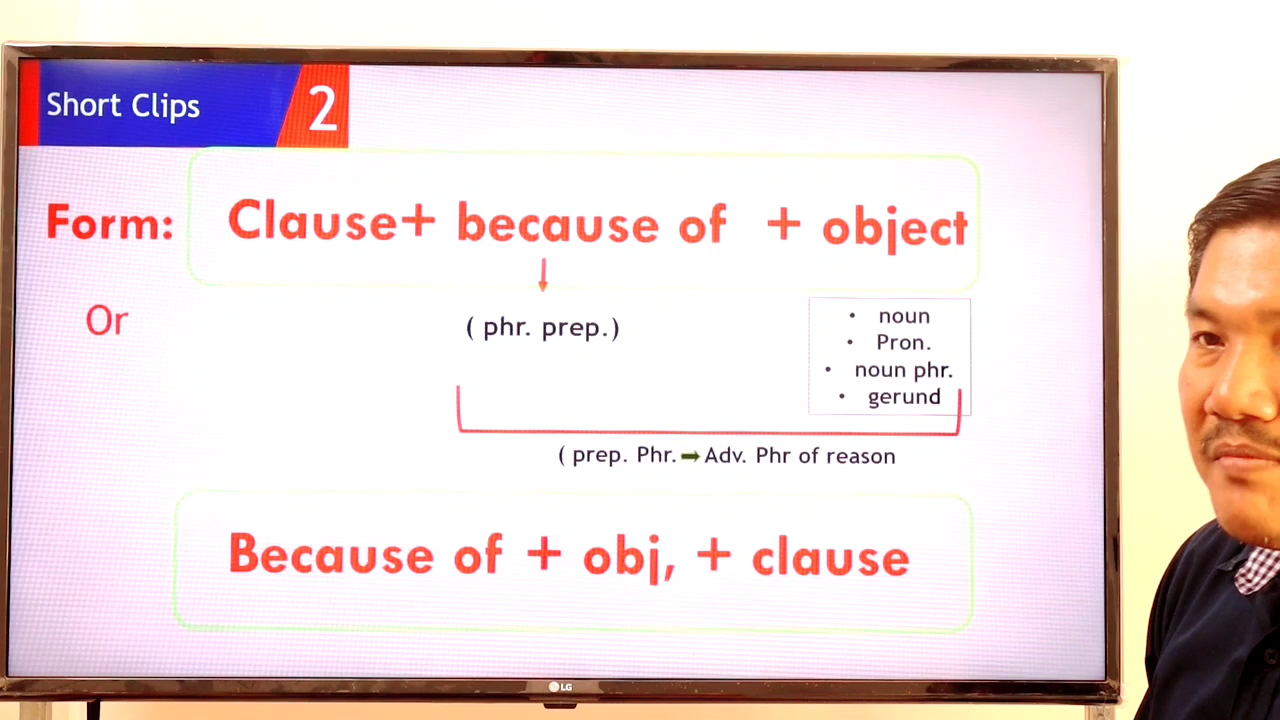 Short Clips 2
Form: Clause+ because of + object
Or
( phr. prep.)
• noun
• Pron.
• noun phr.
• gerund
( prep. Phr. ➡ Adv. Phr of reason
Because of + obj, + clause
LG